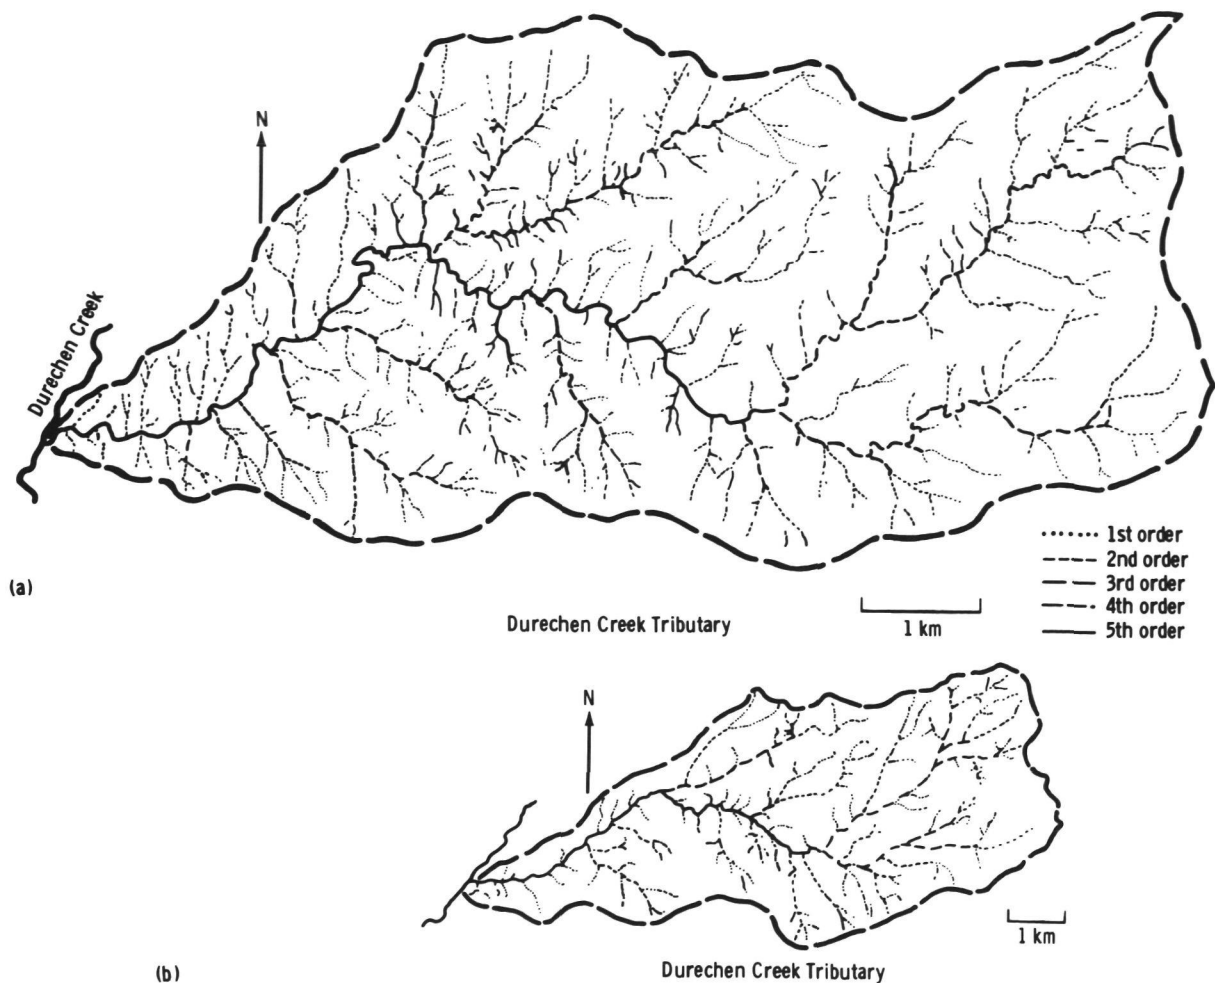 N
Durechen Creek
1st order
2nd order
3rd order
4th order
5th order
(a)
Durechen Creek Tributary
1 km
N
1 km
(b)
Durechen Creek Tributary